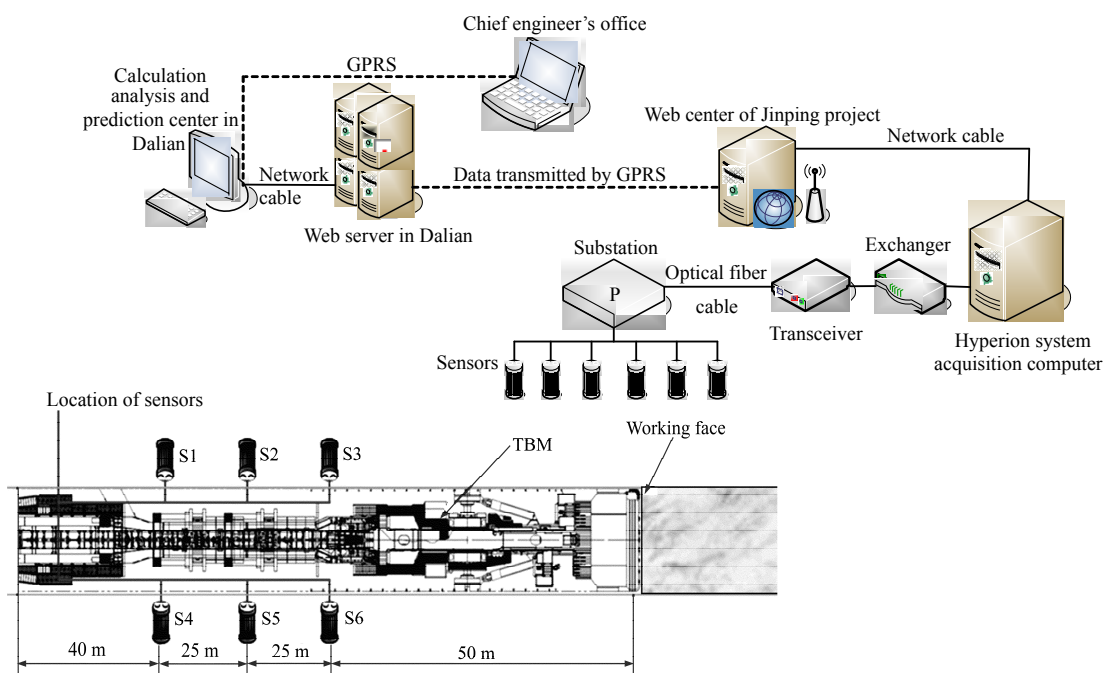 Chief engineer's office
GPRS
Calculation
analysis and
prediction center in
Dalian
Web center of Jinping project
Network cable
Network
cable
Data transmitted by GPRS
Web server in Dalian
Substation
Exchanger
Optical fiber
cable
P
Transceiver
Hyperion system
acquisition computer
Sensors
Location of sensors
Working face
TBM
S1
S2
S3
S4
S5
S6
40 m
25 m
25 m
50 m